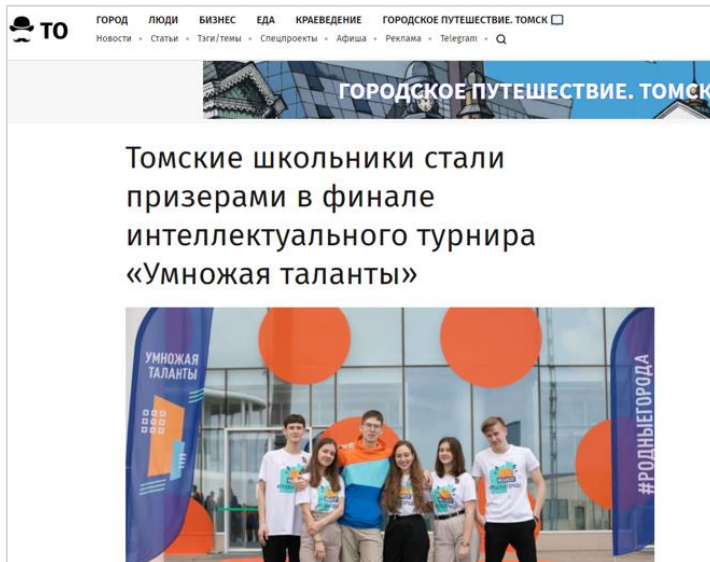 ТО
ГОРОД ЛЮДИ БИЗНЕС ЕДА КРАЕВЕДЕНИЕ ГОРОДСКОЕ ПУТЕШЕСТВИЕ. ТОМСК
Новости • Статьи • Тэги/темы • Спецпроекты • Афиша • Реклама • Telegram •
ГОРОДСКОЕ ПУТЕШЕСТВИЕ. ТОМСК
Томские школьники стали
призерами в финале
интеллектуального турнира
«Умножая таланты»
УМНОЖАЯ
ТАЛАНТЫ
#РОДНЫЕГОРОДА